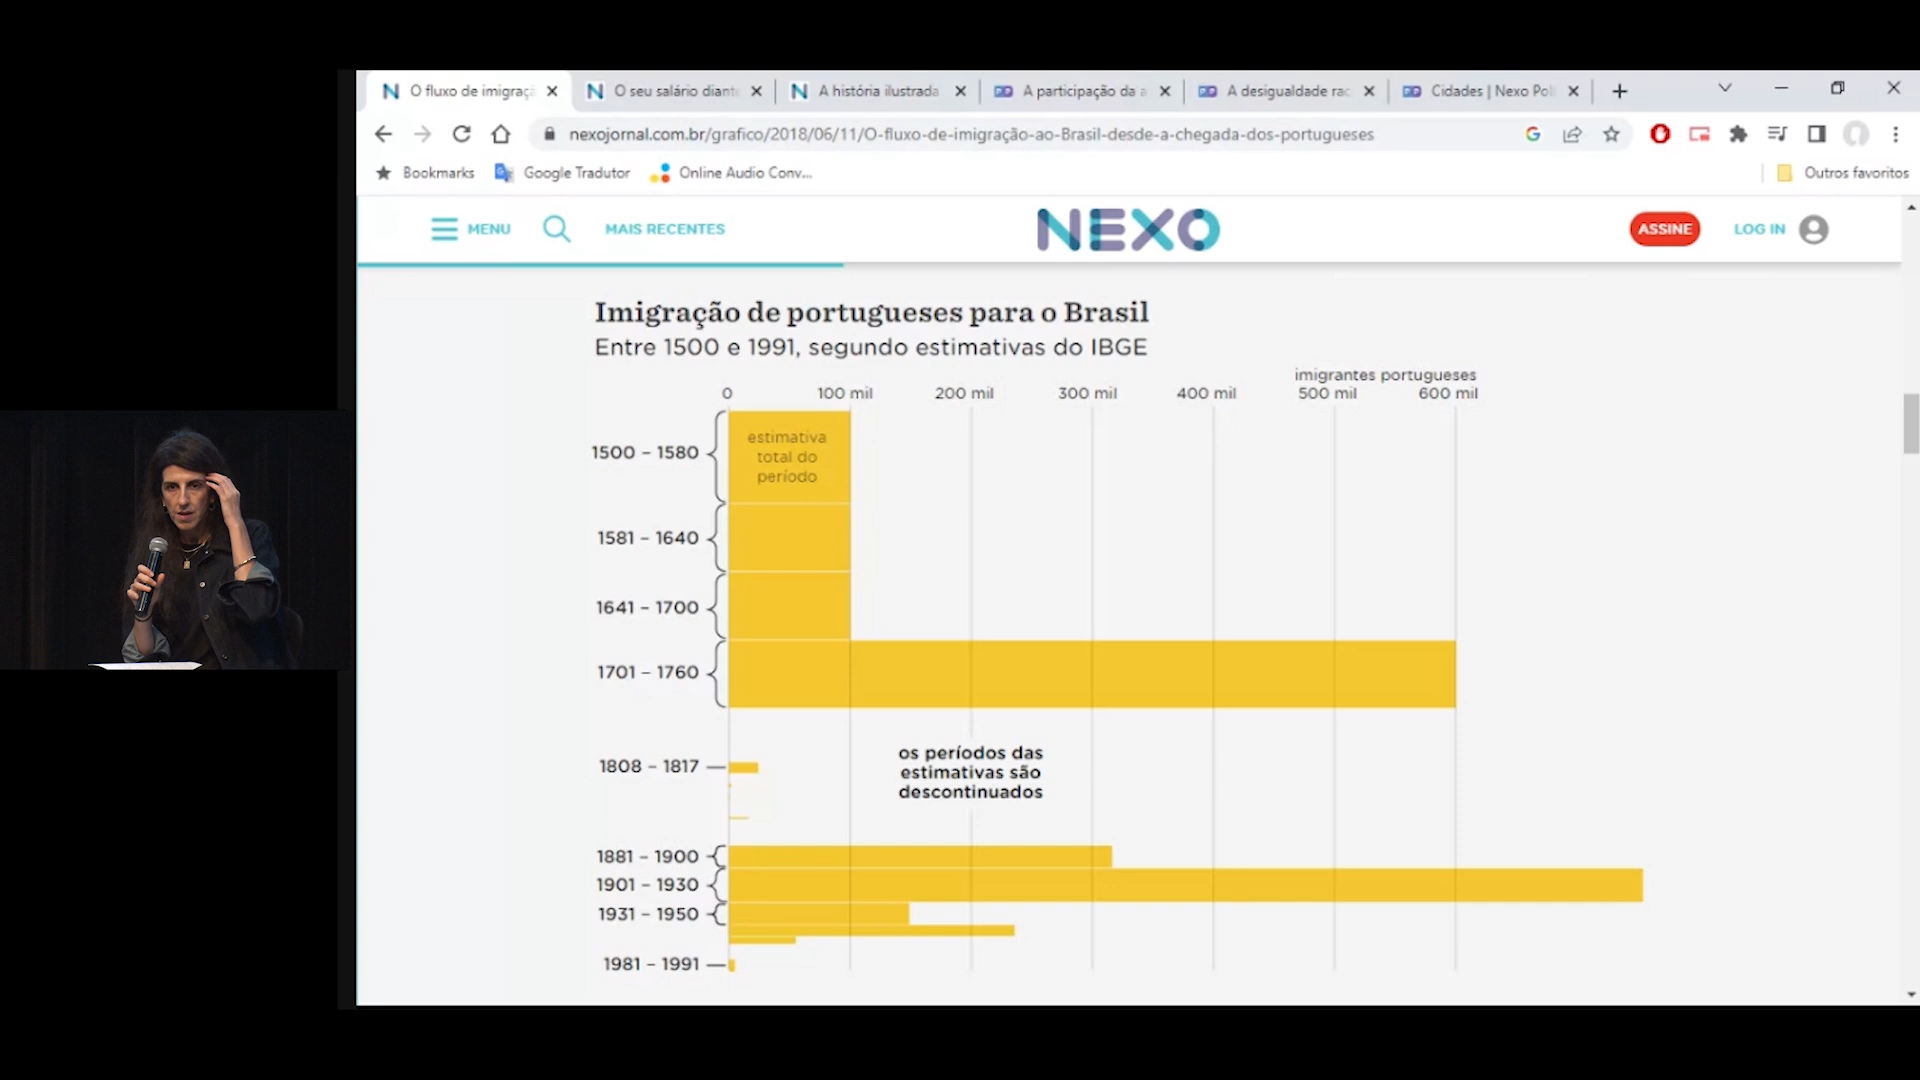 O fluxo de imigraçã
O seu salário diante
A história ilustrada
A participação da a
A desigualdade rac
Cidades | Nexo Pol
nexojornal.com.br/grafico/2018/06/11/O-fluxo-de-imigração-ao-Brasil-desde-a-chegada-dos-portugueses
Bookmarks
Google Tradutor
Online Audio Conv...
Outros favoritos
MENU
MAIS RECENTES
NEXO
ASSINE
LOG IN
Imigração de portugueses para o Brasil
Entre 1500 e 1991, segundo estimativas do IBGE
imigrantes portugueses
0 100 mil 200 mil 300 mil 400 mil 500 mil 600 mil
1500 – 1580
estimativa
total do
período
1581 – 1640
1641 – 1700
1701 – 1760
1808 – 1817
os períodos das
estimativas são
descontinuados
1881 – 1900
1901 – 1930
1931 – 1950
1981 – 1991